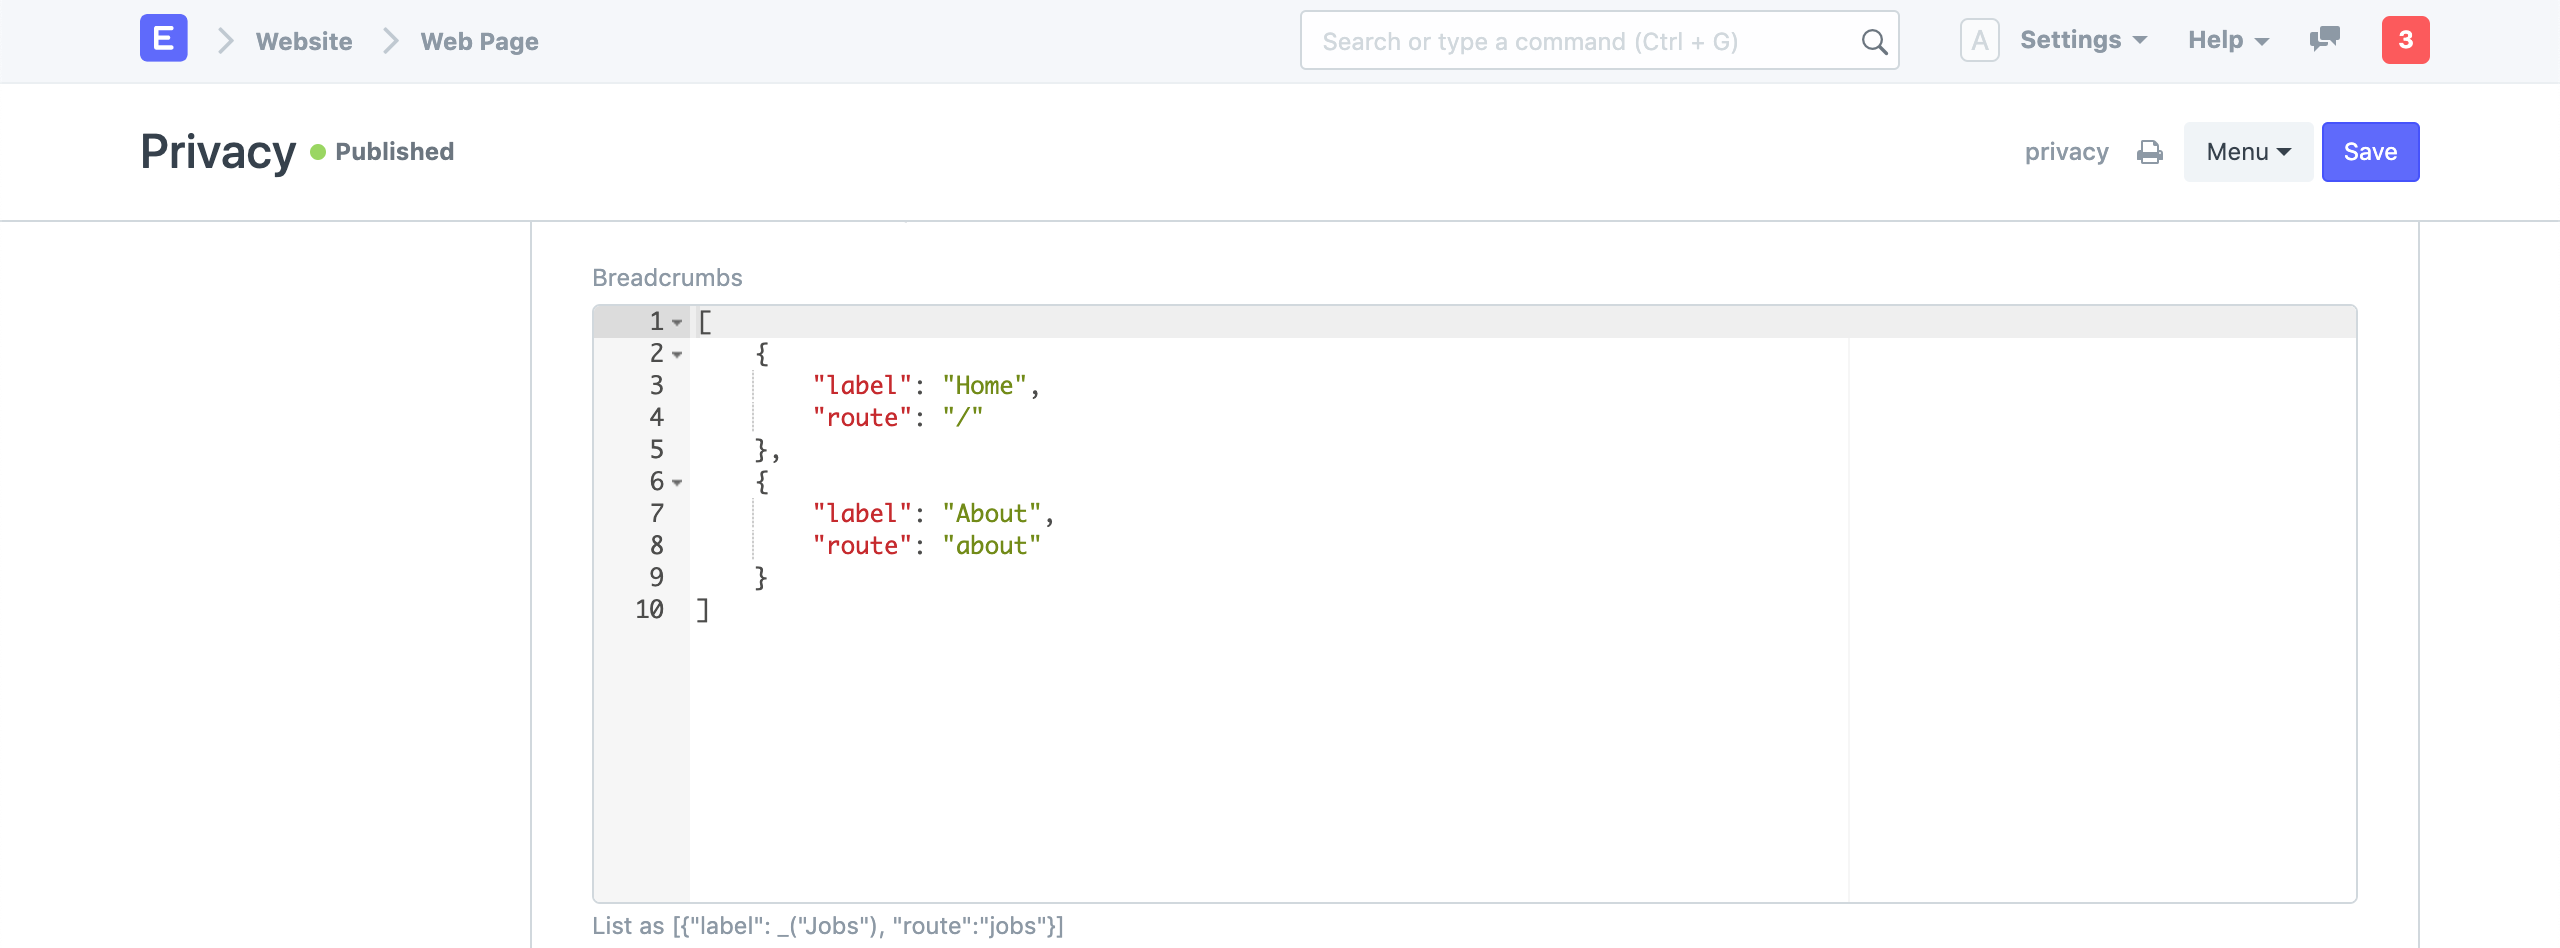 E Website Web Page Search or type a command (Ctrl + G) A Settings Help 3
Privacy Published privacy Menu Save
Breadcrumbs
1 [
2     {
3         "label": "Home",
4         "route": "/"
5     },
6     {
7         "label": "About",
8         "route": "about"
9     }
10 ]
List as [{"label": _("Jobs"), "route":"jobs"}]